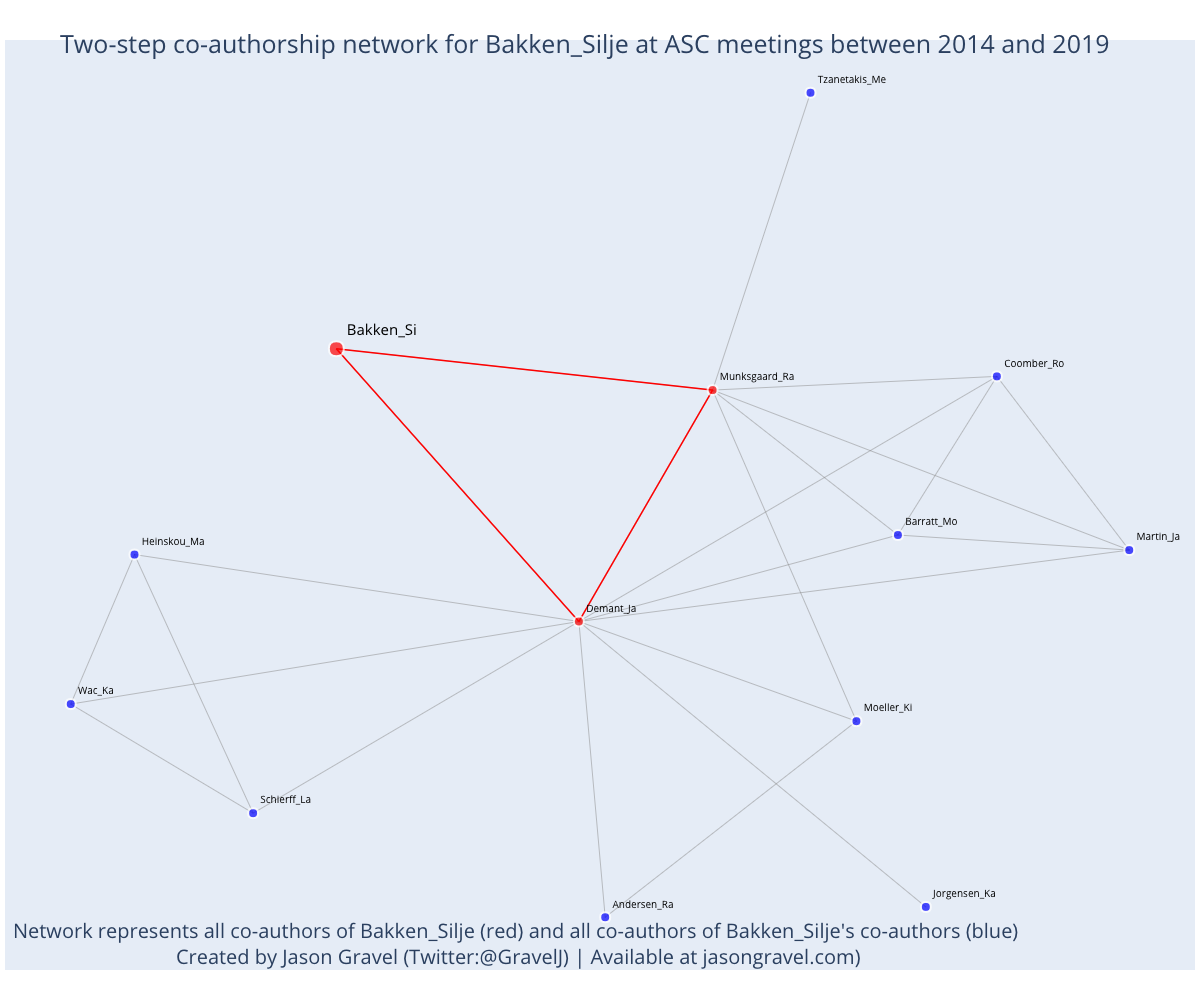 Two-step co-authorship network for Bakken_Silje at ASC meetings between 2014 and 2019
Tzanetakis_Me
Bakken_Si
Coomber_Ro
Munksgaard_Ra
Barratt_Mo
Martin_Ja
Heinskou_Ma
Demant_Ja
Wac_Ka
Moeller_Ki
Schierff_La
Jorgensen_Ka
Andersen_Ra
Network represents all co-authors of Bakken_Silje (red) and all co-authors of Bakken_Silje's co-authors (blue)
Created by Jason Gravel (Twitter:@GravelJ) | Available at jasongravel.com)